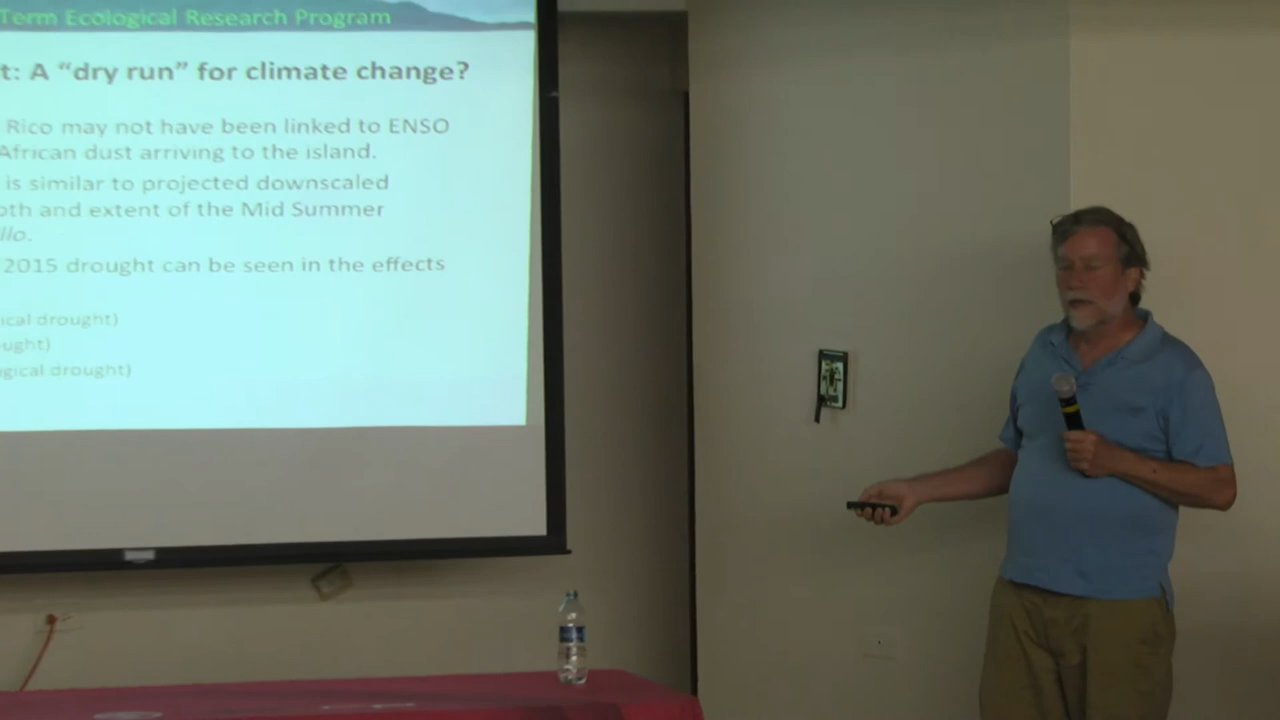 Term Ecological Research Program
t: A “dry run” for climate change?
Rico may not have been linked to ENSO
African dust arriving to the island.
is similar to projected downscaled
pth and extent of the Mid Summer
llo.
2015 drought can be seen in the effects
ical drought)
ught)
gical drought)